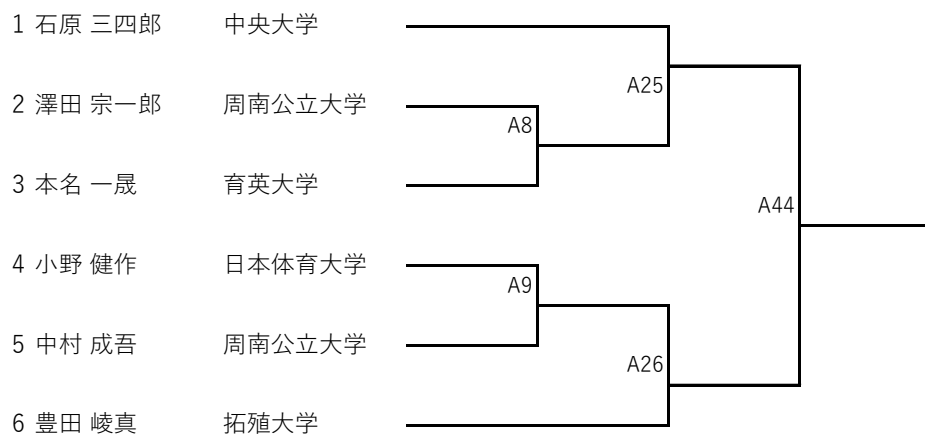 1 石原 三四郎 中央大学
A25
2 澤田 宗一郎 周南公立大学
A8
3 本名 一晟 育英大学
A44
4 小野 健作 日本体育大学
A9
5 中村 成吾 周南公立大学
A26
6 豊田 崚真 拓殖大学